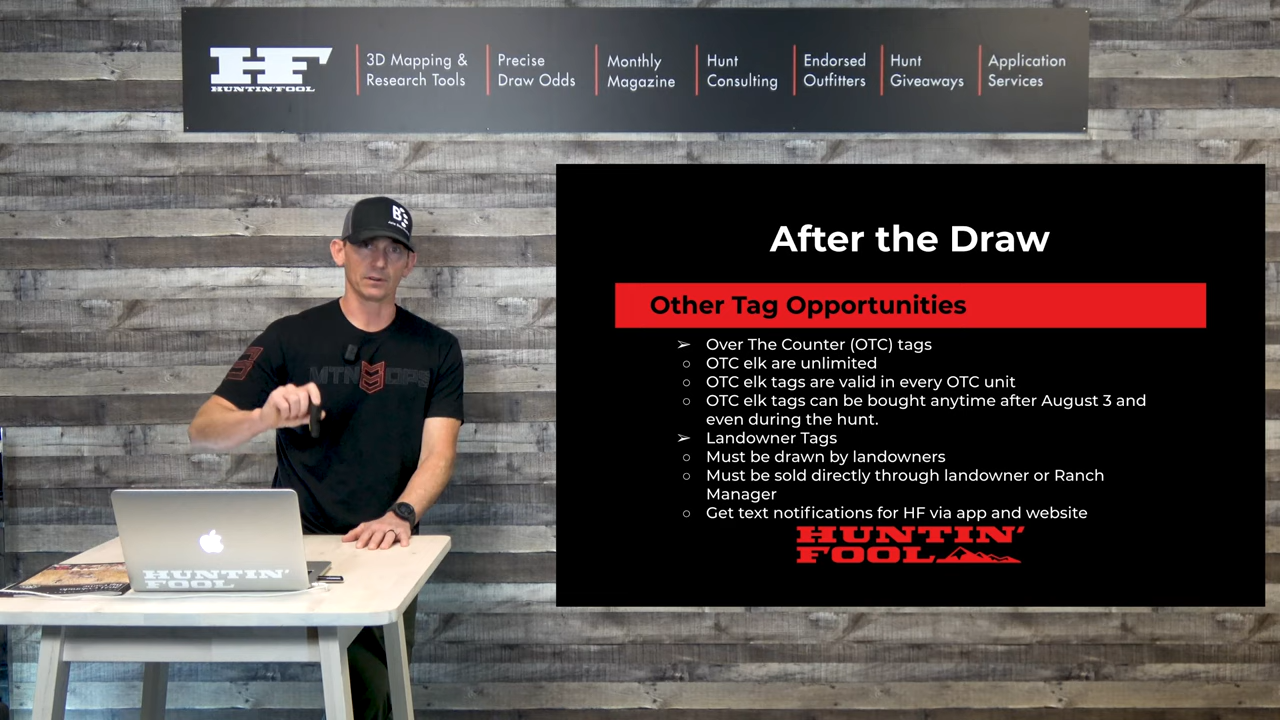 HF
HUNTIN'FOOL
3D Mapping &
Research Tools
Precise
Draw Odds
Monthly
Magazine
Hunt
Consulting
Endorsed
Outfitters
Hunt
Giveaways
Application
Services
After the Draw
Other Tag Opportunities
➢ Over The Counter (OTC) tags
○ OTC elk are unlimited
○ OTC elk tags are valid in every OTC unit
○ OTC elk tags can be bought anytime after August 3 and
even during the hunt.
➢ Landowner Tags
○ Must be drawn by landowners
○ Must be sold directly through landowner or Ranch
Manager
○ Get text notifications for HF via app and website
HUNTIN'
FOOL
MTN OPS
HUNTIN'
FOOL